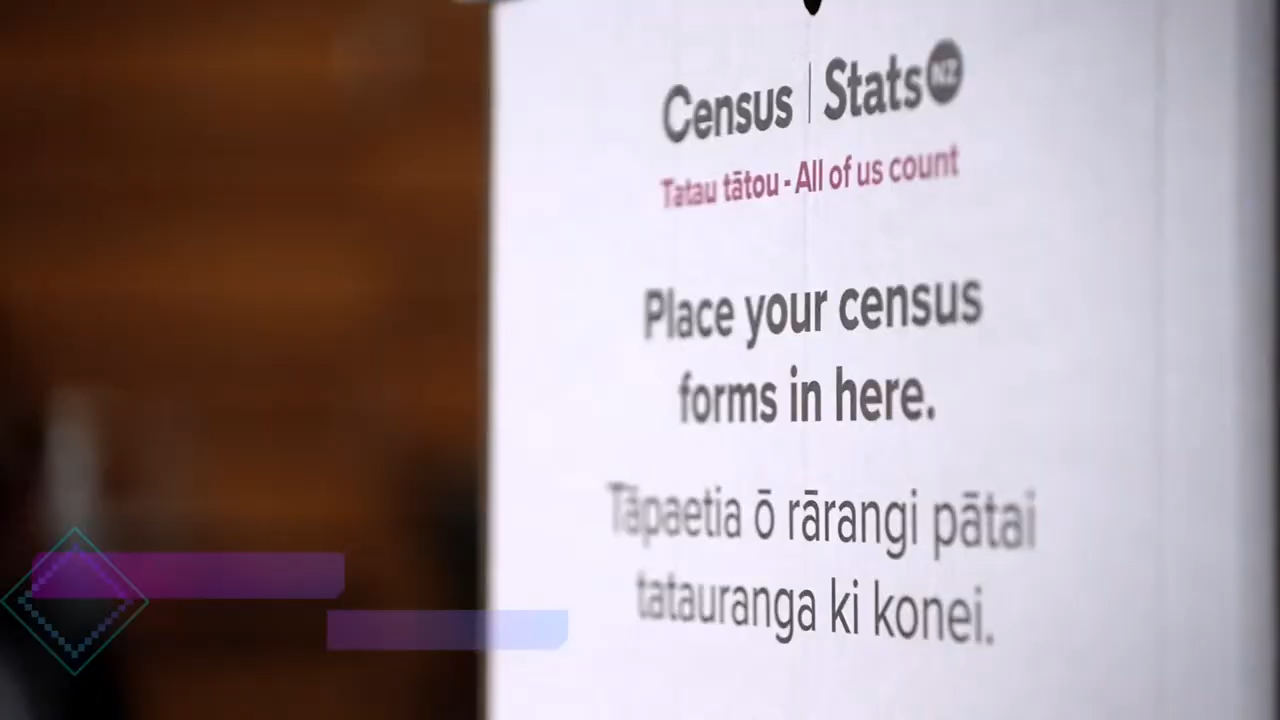 Census | Stats NZ
Tatau tātou - All of us count
Place your census
forms in here.
Tāpaetia ō rārangi pātai
tatauranga ki konei.